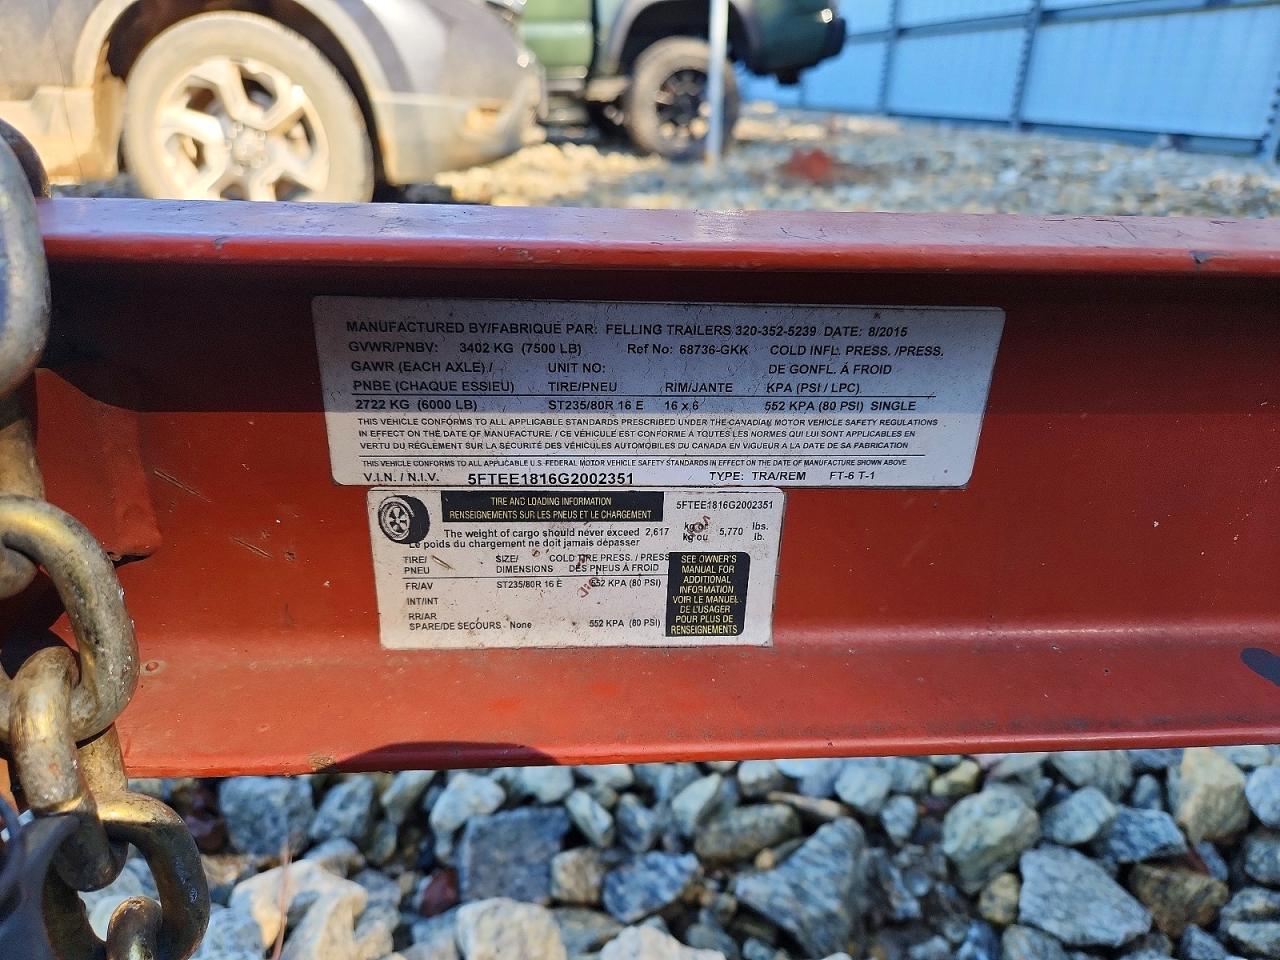 MANUFACTURED BY/FABRIQUÉ PAR: FELLING TRAILERS 320-352-5239 DATE: 8/2015
GVWR/PNBV: 3402 KG (7500 LB) Ref No: 68736-GKK COLD INFL. PRESS. /PRESS.
GAWR (EACH AXLE) / UNIT NO: DE GONFL. À FROID
PNBE (CHAQUE ESSIEU) TIRE/PNEU RIM/JANTE KPA (PSI / LPC)
2722 KG (6000 LB) ST235/80R 16 E 16 x 6 552 KPA (80 PSI) SINGLE
THIS VEHICLE CONFORMS TO ALL APPLICABLE STANDARDS PRESCRIBED UNDER THE CANADIAN MOTOR VEHICLE SAFETY REGULATIONS
IN EFFECT ON THE DATE OF MANUFACTURE. / CE VÉHICULE EST CONFORME À TOUTES LES NORMES QUI LUI SONT APPLICABLES EN
VERTU DU RÈGLEMENT SUR LA SÉCURITÉ DES VÉHICULES AUTOMOBILES DU CANADA EN VIGUEUR A LA DATE DE SA FABRICATION
THIS VEHICLE CONFORMS TO ALL APPLICABLE U.S. FEDERAL MOTOR VEHICLE SAFETY STANDARDS IN EFFECT ON THE DATE OF MANUFACTURE SHOWN ABOVE
V.I.N. / N.I.V. 5FTEE1816G2002351 TYPE: TRA/REM FT-6 T-1
TIRE AND LOADING INFORMATION 5FTEE1816G2002351
RENSEIGNEMENTS SUR LES PNEUS ET LE CHARGEMENT
The weight of cargo should never exceed 2,617 kg or 5,770 lbs.
Le poids du chargement ne doit jamais dépasser kg ou lb.
TIRE/ SIZE/ COLD TIRE PRESS. / PRESS
PNEU DIMENSIONS DES PNEUS À FROID
FR/AV ST235/80R 16 E 552 KPA (80 PSI)
INT/INT
RR/AR
SPARE/DE SECOURS None 552 KPA (80 PSI)
SEE OWNER'S
MANUAL FOR
ADDITIONAL
INFORMATION
VOIR LE MANUEL
DE L'USAGER
POUR PLUS DE
RENSEIGNEMENTS